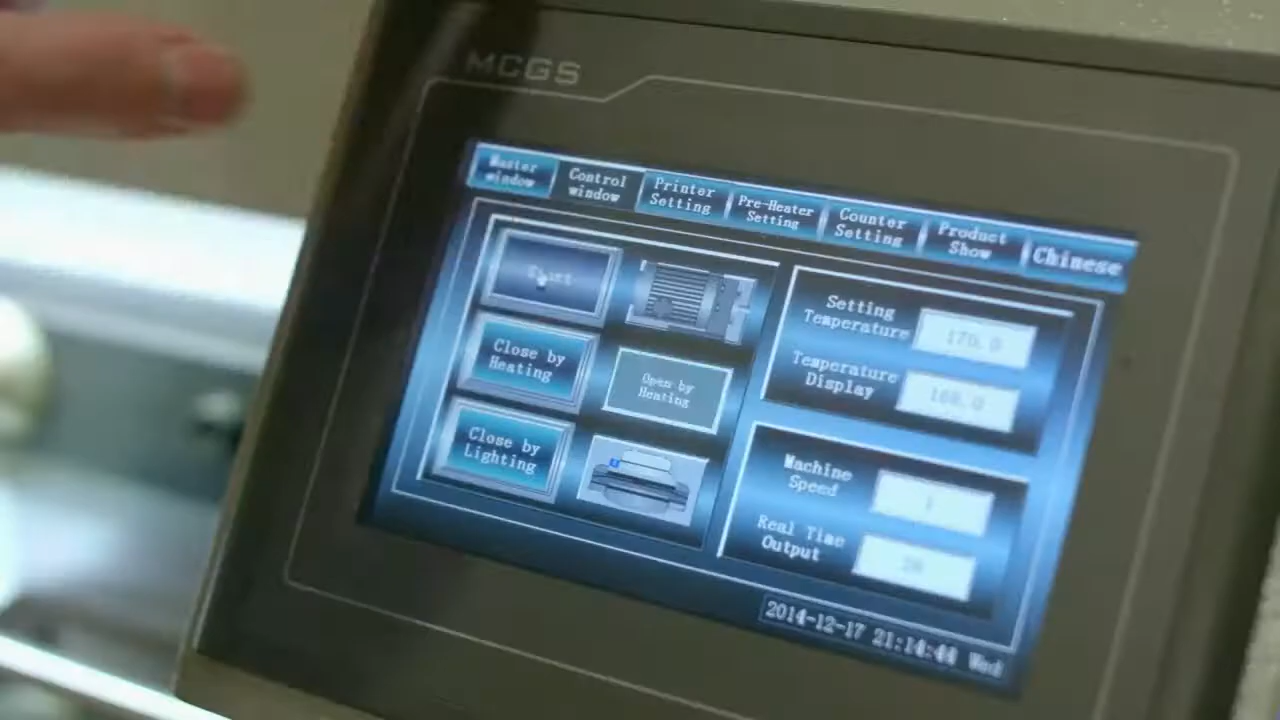 MCGS
Master
window
Control
window
Printer
Setting
Pre-Heater
Setting
Counter
Setting
Product
Show
Chinese
Start
Close by
Heating
Open by
Heating
Close by
Lighting
Setting
Temperature
170.0
Temperature
Display
Machine
Speed
1
Real Time
Output
2014-12-17 21:14:44 Wed